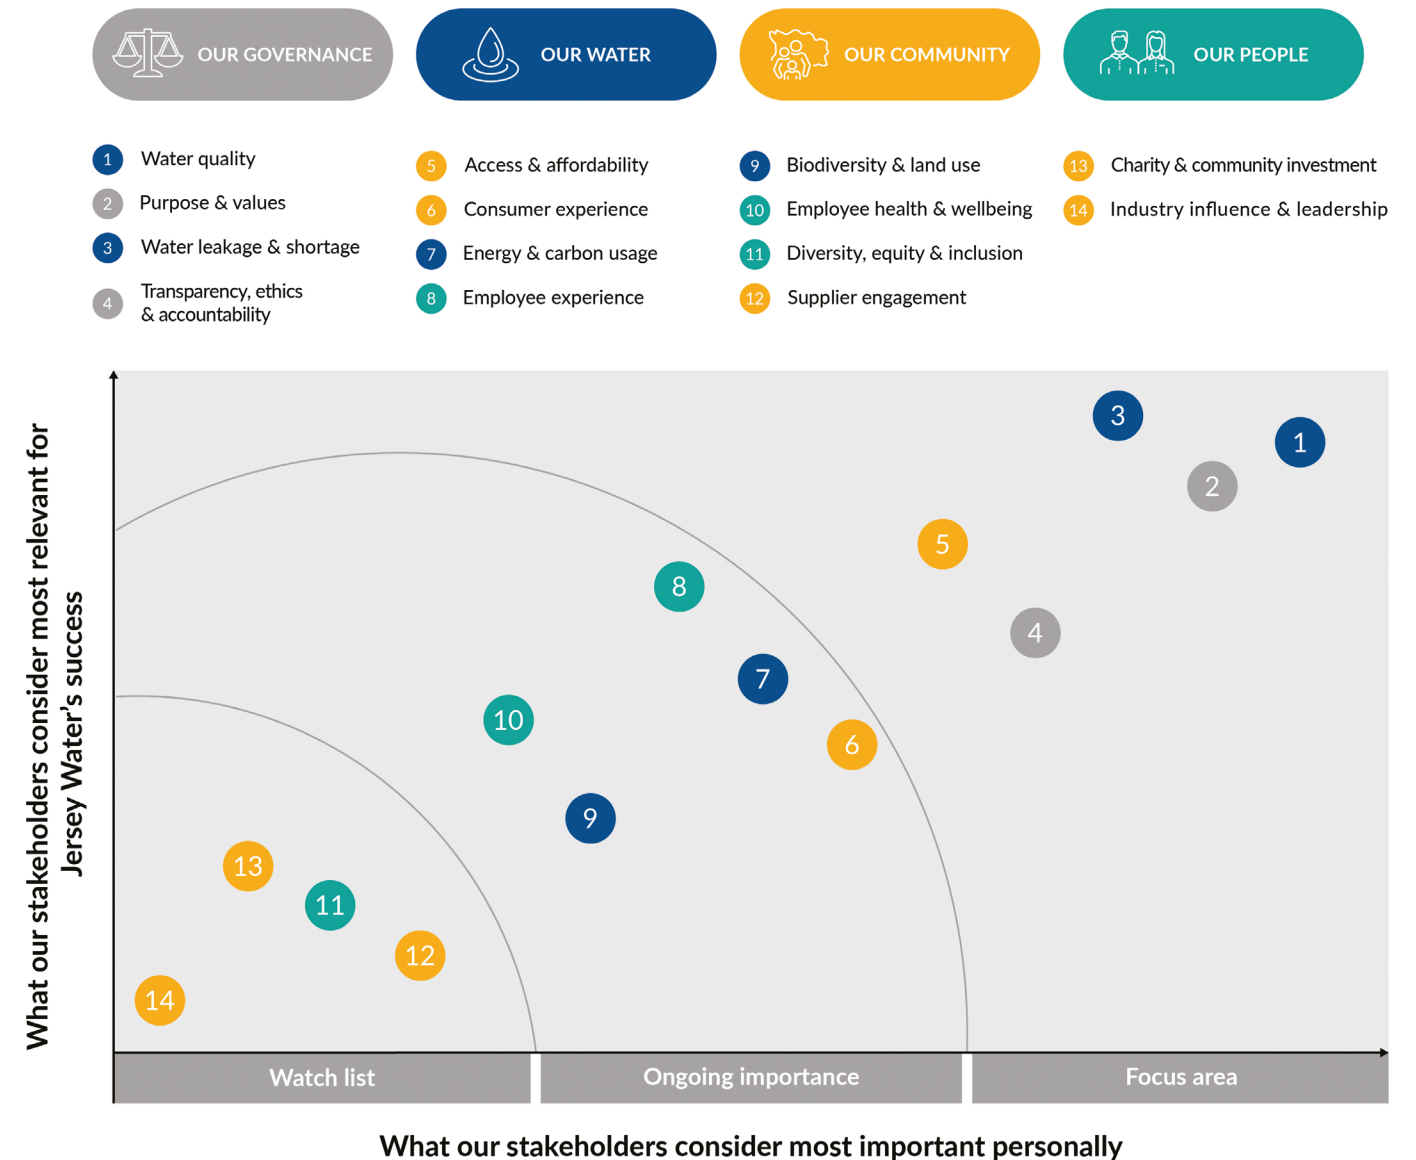 OUR GOVERNANCE
OUR WATER
OUR COMMUNITY
OUR PEOPLE
1 Water quality
2 Purpose & values
3 Water leakage & shortage
4 Transparency, ethics
& accountability
5 Access & affordability
6 Consumer experience
7 Energy & carbon usage
8 Employee experience
9 Biodiversity & land use
10 Employee health & wellbeing
11 Diversity, equity & inclusion
12 Supplier engagement
13 Charity & community investment
14 Industry influence & leadership
What our stakeholders consider most relevant for
Jersey Water's success
3
1
2
5
8
4
7
10
6
9
13
11
12
14
Watch list
Ongoing importance
Focus area
What our stakeholders consider most important personally